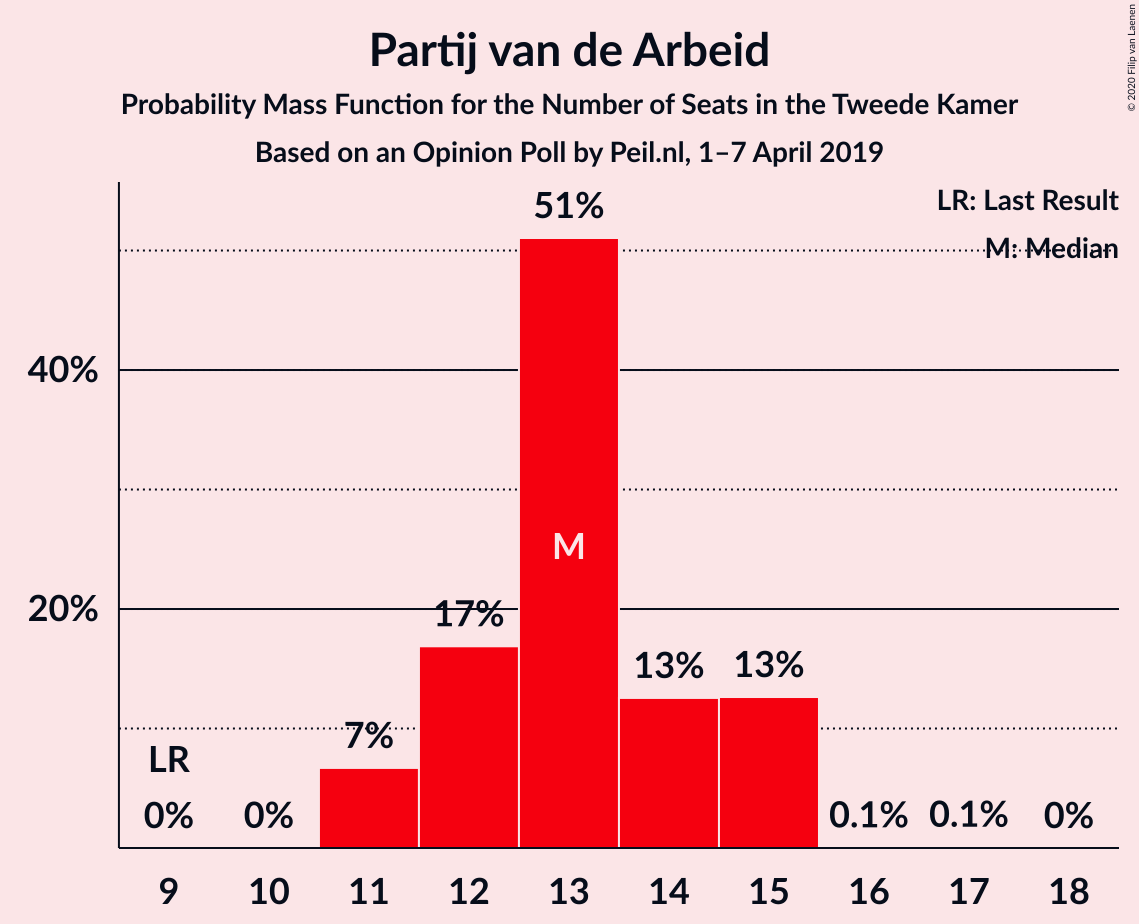 Partij van de Arbeid
Probability Mass Function for the Number of Seats in the Tweede Kamer
Based on an Opinion Poll by Peil.nl, 1–7 April 2019
© 2020 Filip van Laenen
LR: Last Result
M: Median
51%
40%
M
20%
17%
13%
13%
7%
LR
0%
0%
0.1%
0.1%
0%
9
10
11
12
13
14
15
16
17
18